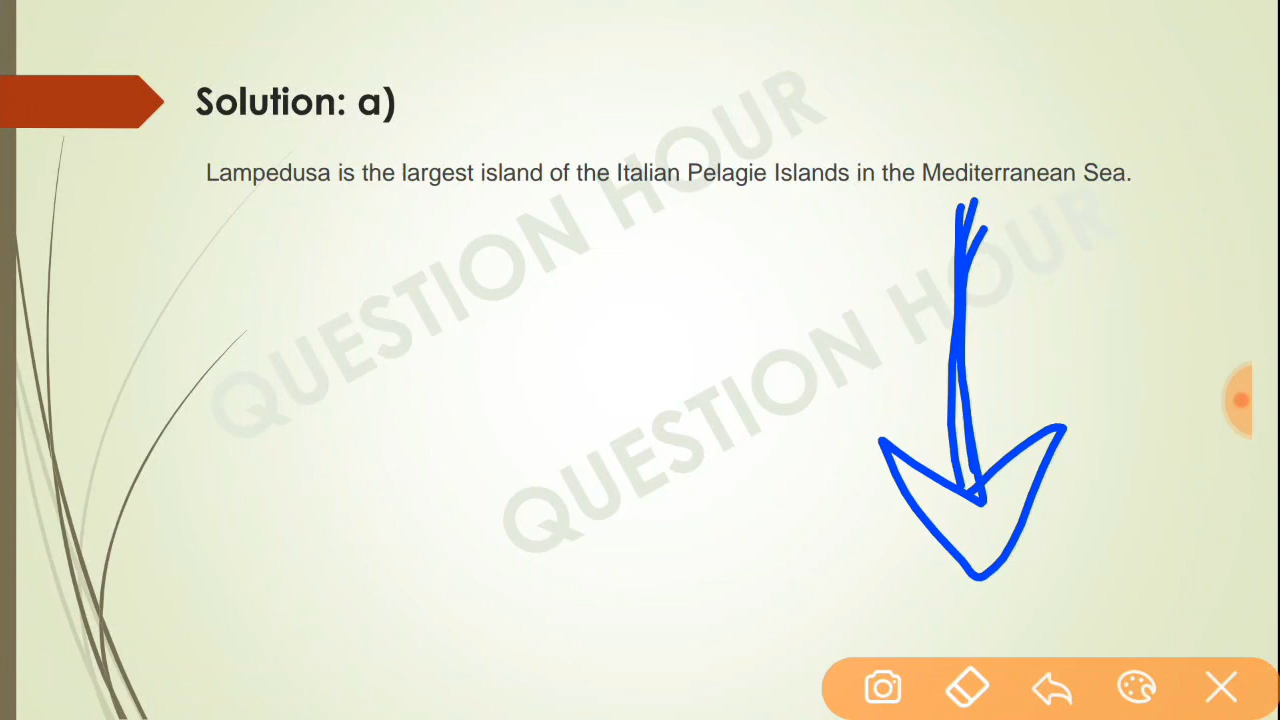 Solution: a)
Lampedusa is the largest island of the Italian Pelagie Islands in the Mediterranean Sea.
QUESTION HOUR
QUESTION HOUR